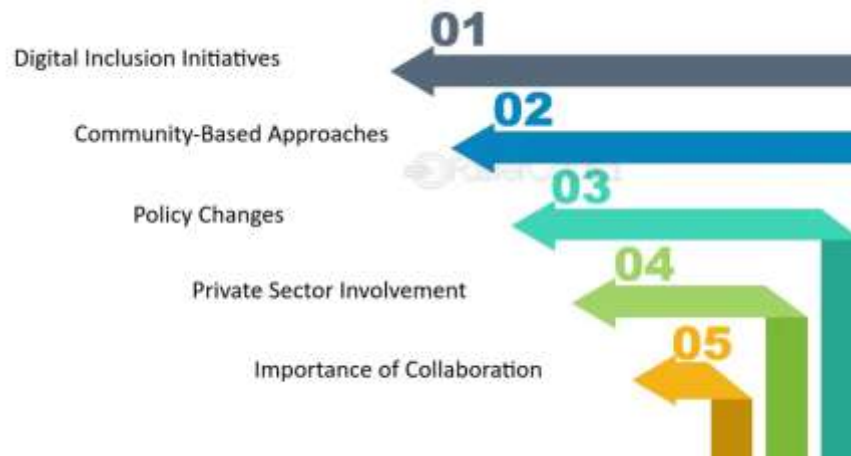 01
Digital Inclusion Initiatives
02
Community-Based Approaches
03
Policy Changes
04
Private Sector Involvement
05
Importance of Collaboration